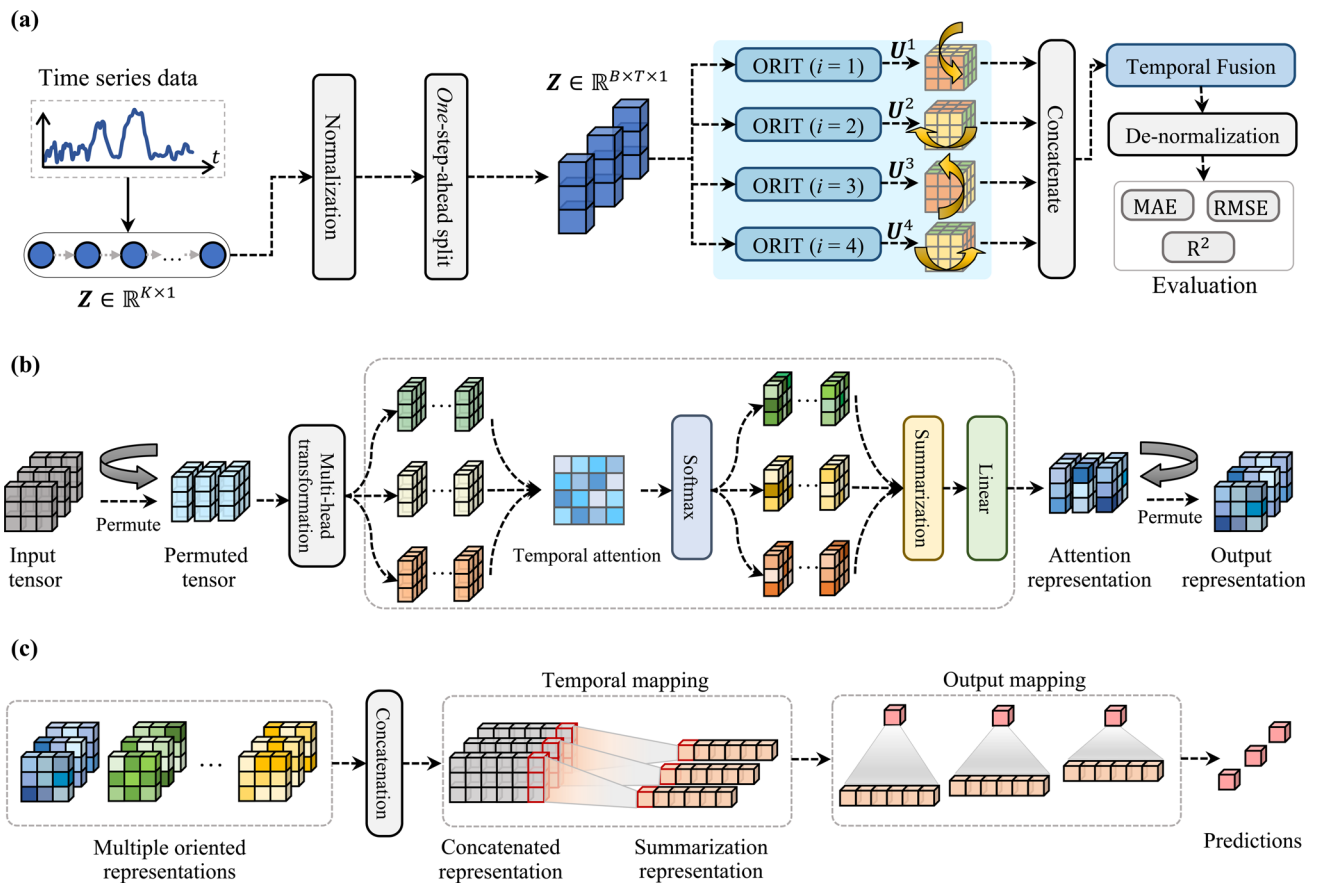 (a)
Time series data
t
Z ∈ ℝ^{K×1}
Normalization
One-step-ahead split
Z ∈ ℝ^{B×T×1}
ORIT (i = 1)
U^1
ORIT (i = 2)
U^2
ORIT (i = 3)
U^3
ORIT (i = 4)
U^4
Concatenate
Temporal Fusion
De-normalization
MAE
RMSE
R^2
Evaluation
(b)
Input
tensor
Permute
Permuted
tensor
Multi-head
transformation
Temporal attention
Softmax
Summarization
Linear
Attention
representation
Permute
Output
representation
(c)
Multiple oriented
representations
Concatenation
Temporal mapping
Concatenated
representation
Summarization
representation
Output mapping
Predictions